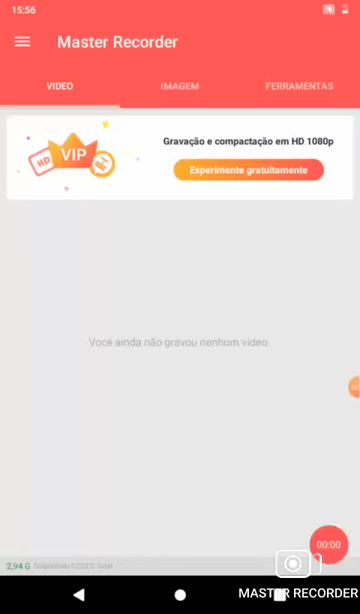 15:56
Master Recorder
VIDEO
IMAGEM
FERRAMENTAS
HD
VIP
Gravação e compactação em HD 1080p
Experimente gratuitamente
Você ainda não gravou nenhum video.
00:00
2,94 G
MASTER RECORDER